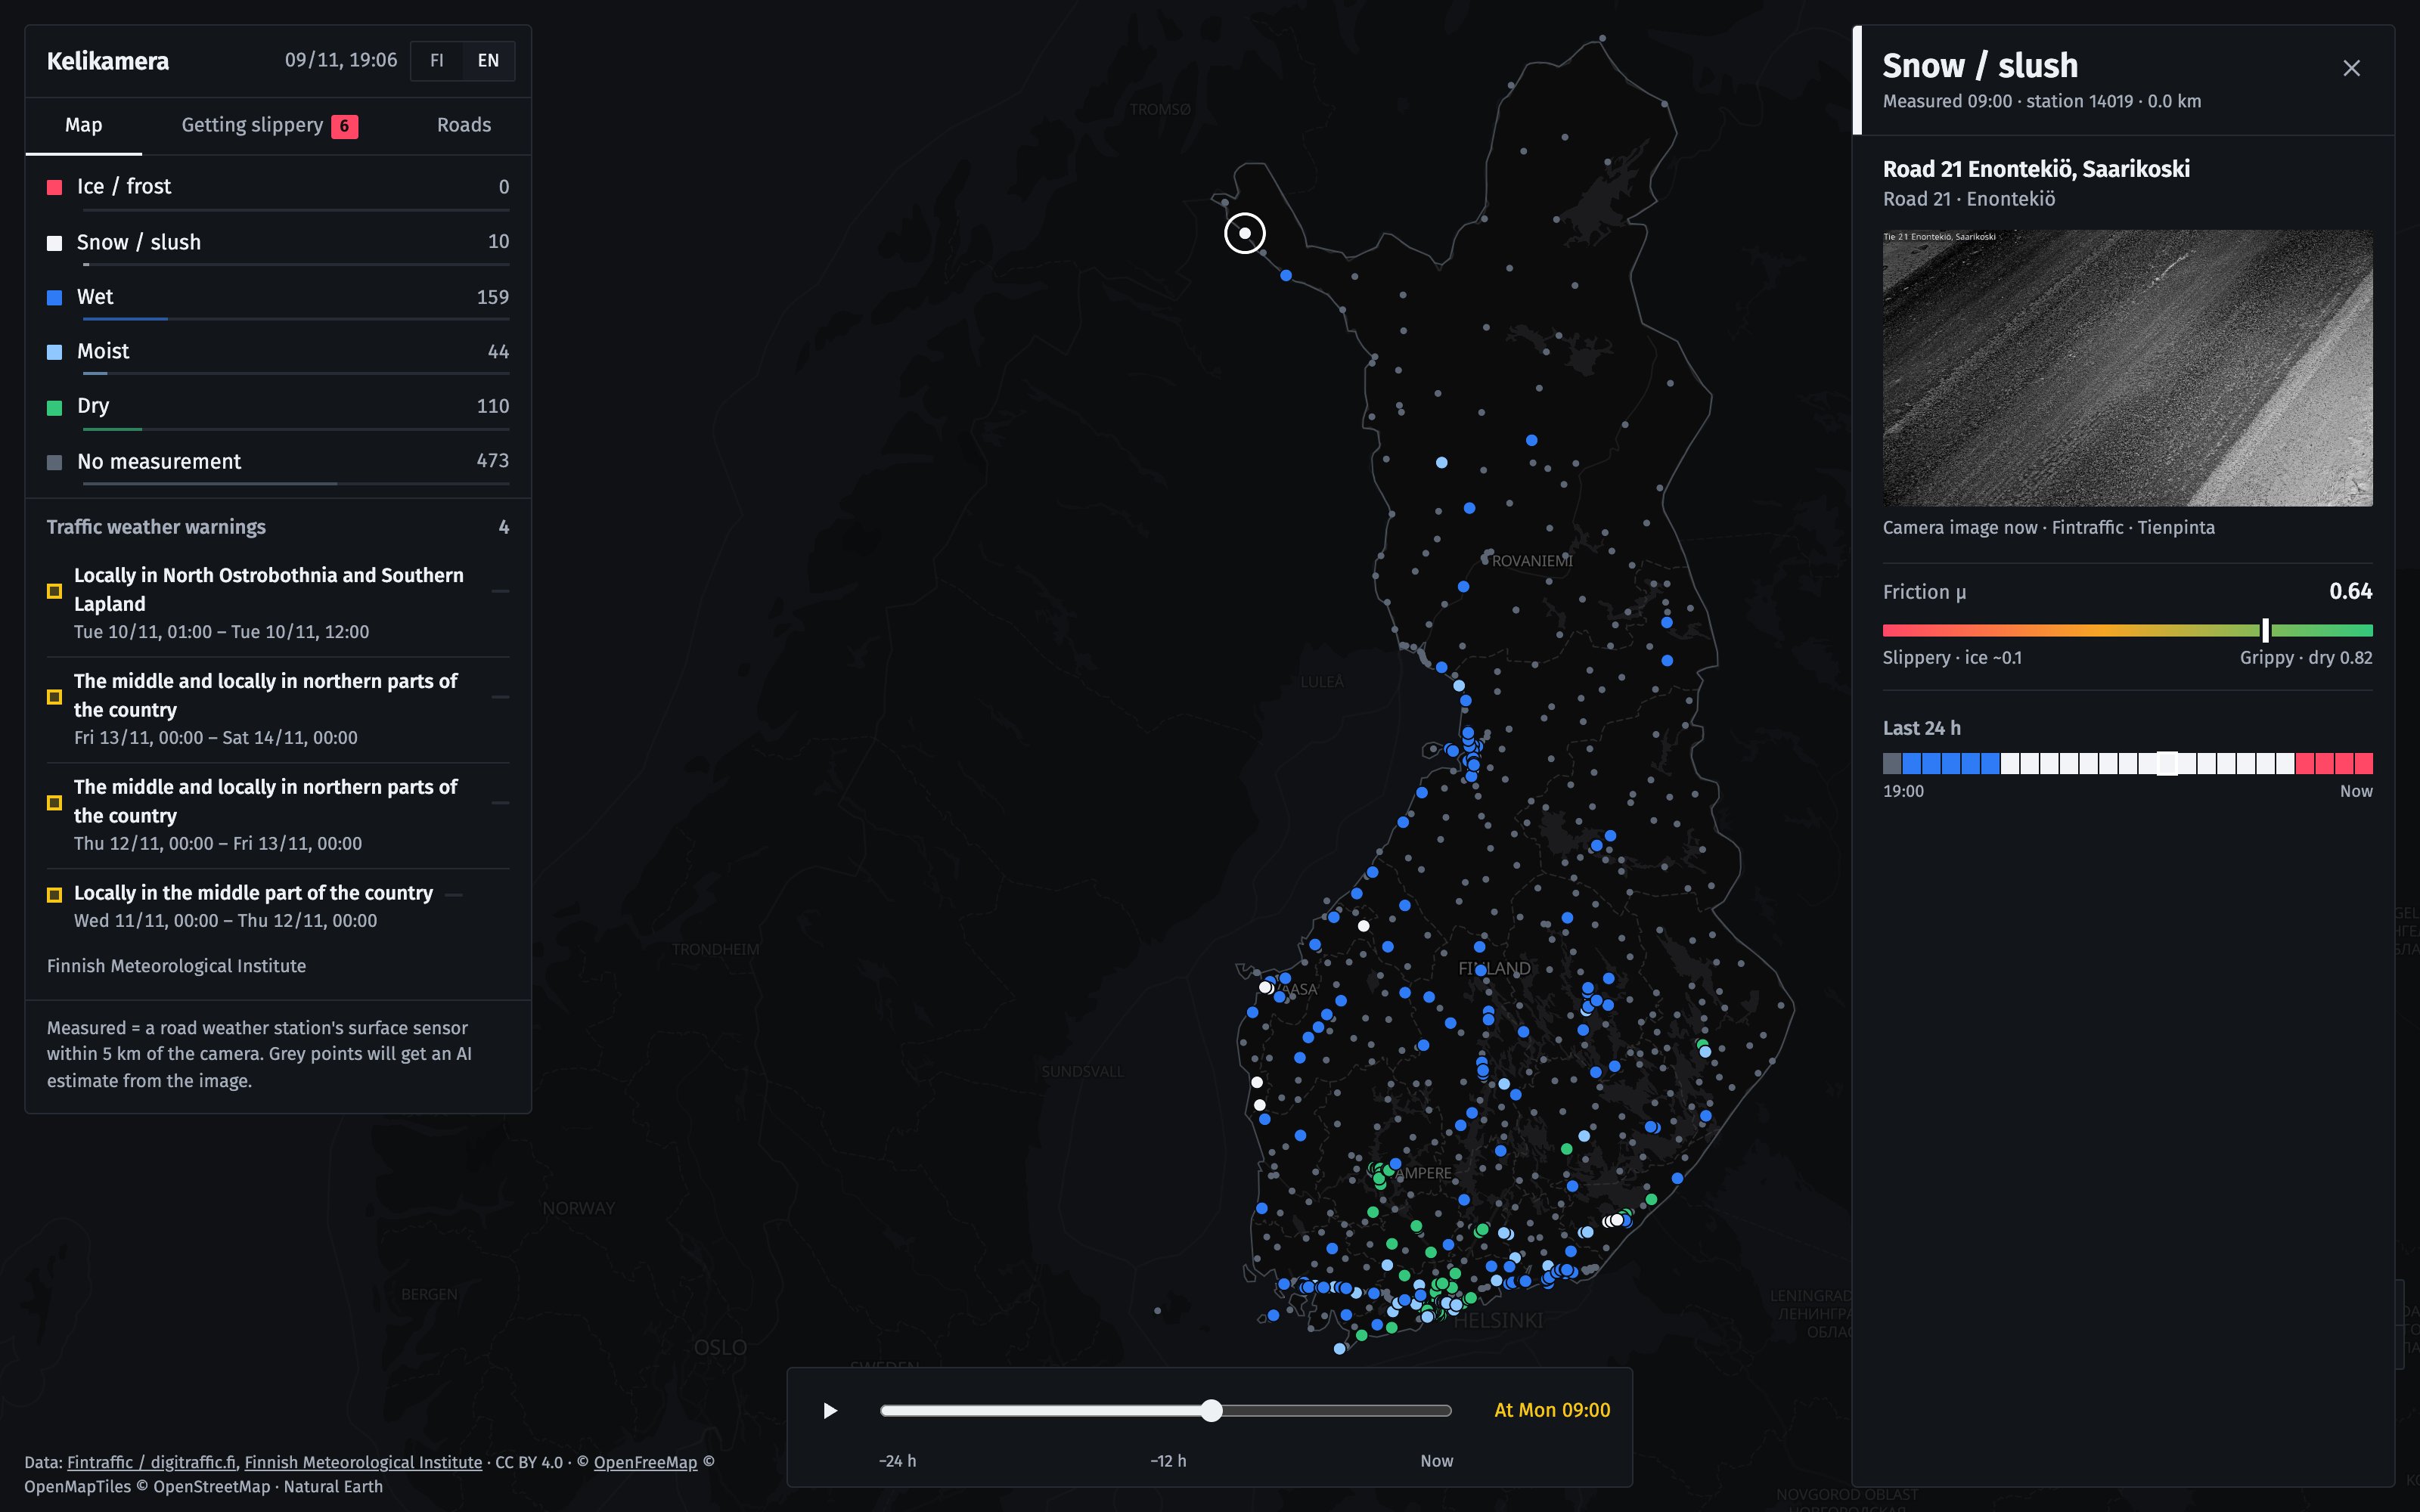 Kelikamera
09/11, 19:06
FI
EN
Map
Getting slippery 6
Roads
Ice / frost 0
Snow / slush 10
Wet 159
Moist 44
Dry 110
No measurement 473
Traffic weather warnings 4
Locally in North Ostrobothnia and Southern
Lapland
Tue 10/11, 01:00 – Tue 10/11, 12:00
The middle and locally in northern parts of
the country
Fri 13/11, 00:00 – Sat 14/11, 00:00
The middle and locally in northern parts of
the country
Thu 12/11, 00:00 – Fri 13/11, 00:00
Locally in the middle part of the country
Wed 11/11, 00:00 – Thu 12/11, 00:00
Finnish Meteorological Institute
Measured = a road weather station's surface sensor
within 5 km of the camera. Grey points will get an AI
estimate from the image.
Data: Fintraffic / digitraffic.fi, Finnish Meteorological Institute · CC BY 4.0 · © OpenFreeMap ©
OpenMapTiles © OpenStreetMap · Natural Earth
TROMSØ
ROVANIEMI
LULEÅ
TRONDHEIM
FINLAND
SUNDSVALL
NORWAY
BERGEN
OSLO
HELSINKI
NOVGOROD OBLAST
At Mon 09:00
−24 h
−12 h
Now
Snow / slush
Measured 09:00 · station 14019 · 0.0 km
Road 21 Enontekiö, Saarikoski
Road 21 · Enontekiö
Tie 21 Enontekiö, Saarikoski
Camera image now · Fintraffic · Tienpinta
Friction µ 0.64
Slippery · ice ~0.1
Grippy · dry 0.82
Last 24 h
19:00
Now